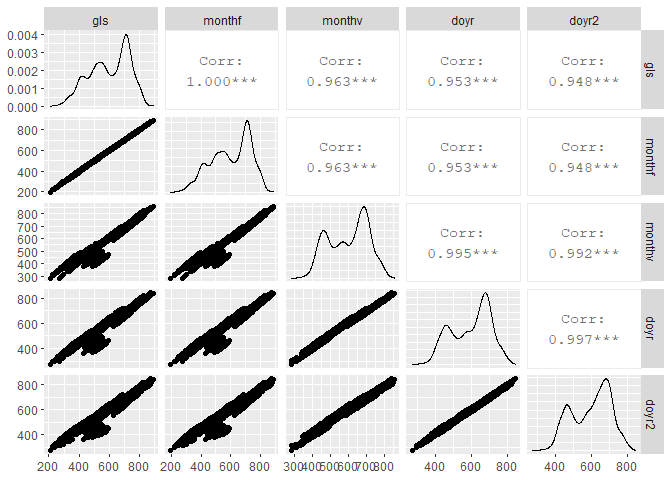 gls monthf monthv doyr doyr2
0.004
0.003
0.002
0.001
0.000
Corr:
1.000***
Corr:
0.963***
Corr:
0.953***
Corr:
0.948***
gls
800
600
400
200
Corr:
0.963***
Corr:
0.953***
Corr:
0.948***
monthf
800
700
600
500
400
300
Corr:
0.995***
Corr:
0.992***
monthv
800
600
400
Corr:
0.997***
doyr
800
600
400
doyr2
200 400 600 800
200 400 600 800
300 400 500 600 700 800
400 600 800
400 600 800